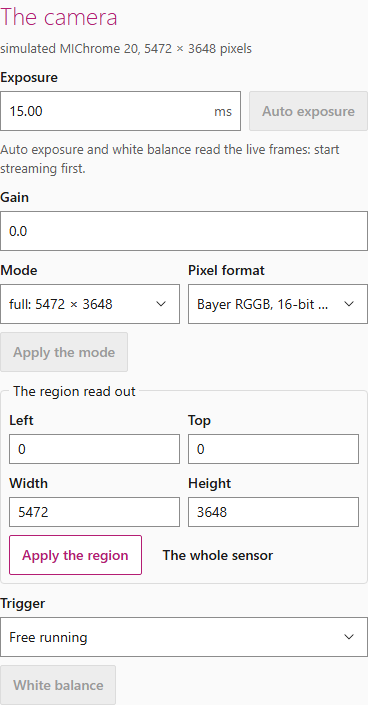 The camera
simulated MIChrome 20, 5472 × 3648 pixels
Exposure
15.00 ms
Auto exposure
Auto exposure and white balance read the live frames: start
streaming first.
Gain
0.0
Mode
Pixel format
full: 5472 × 3648
Bayer RGGB, 16-bit ...
Apply the mode
The region read out
Left
Top
0
0
Width
Height
5472
3648
Apply the region
The whole sensor
Trigger
Free running
White balance